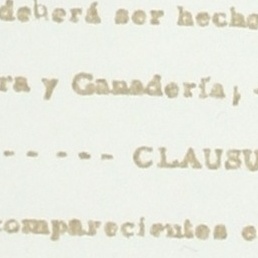 deberá ser hecho
ra y Ganadería; -
- - - - - CLAUSU
comparecientes e